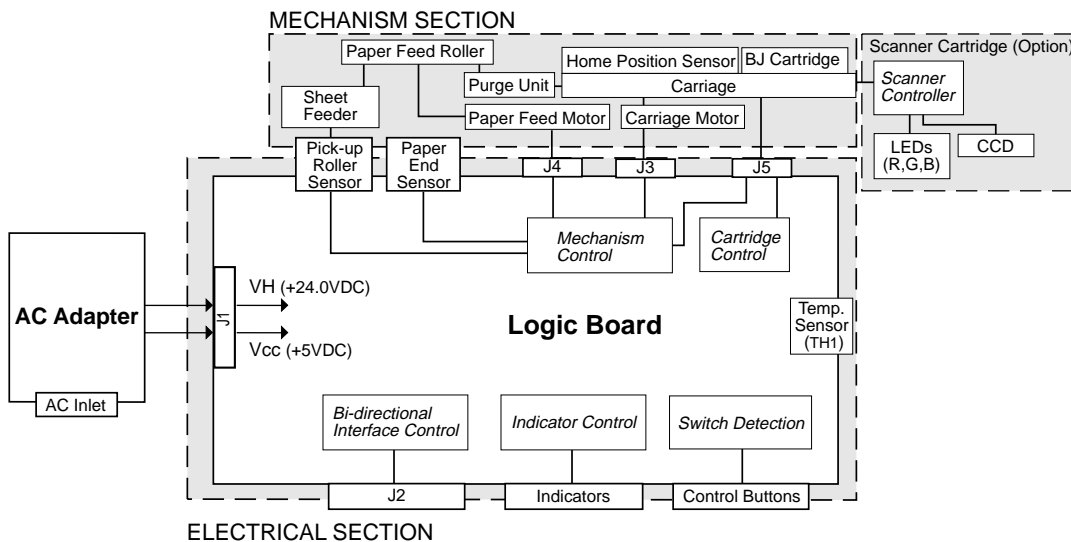 MECHANISM SECTION
Paper Feed Roller
Home Position Sensor
BJ Cartridge
Scanner Cartridge (Option)
Purge Unit
Carriage
Scanner
Controller
Sheet
Feeder
Paper Feed Motor
Carriage Motor
LEDs
(R,G,B)
CCD
Pick-up
Roller
Sensor
Paper
End
Sensor
J4
J3
J5
Mechanism
Control
Cartridge
Control
AC Adapter
AC Inlet
J1
VH (+24.0VDC)
Vcc (+5VDC)
Logic Board
Temp.
Sensor
(TH1)
Bi-directional
Interface Control
Indicator Control
Switch Detection
J2
Indicators
Control Buttons
ELECTRICAL SECTION